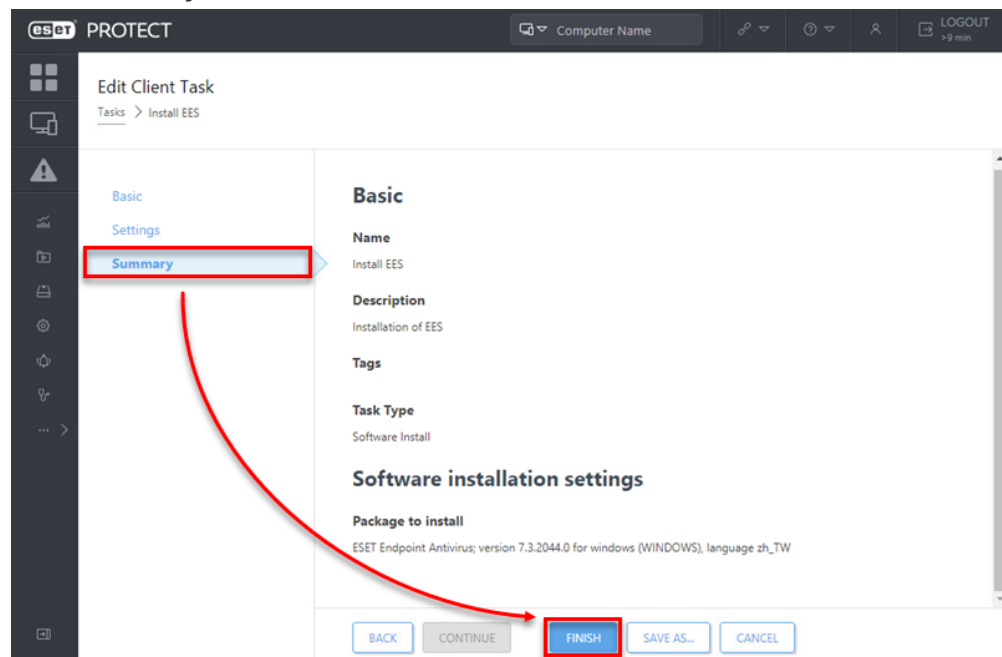 eseT PROTECT
Computer Name
LOGOUT
>9 min
Edit Client Task
Tasks > Install EES
Basic
Settings
Summary
Basic
Name
Install EES
Description
Installation of EES
Tags
Task Type
Software Install
Software installation settings
Package to install
ESET Endpoint Antivirus; version 7.3.2044.0 for windows (WINDOWS), language zh_TW
BACK CONTINUE FINISH SAVE AS... CANCEL